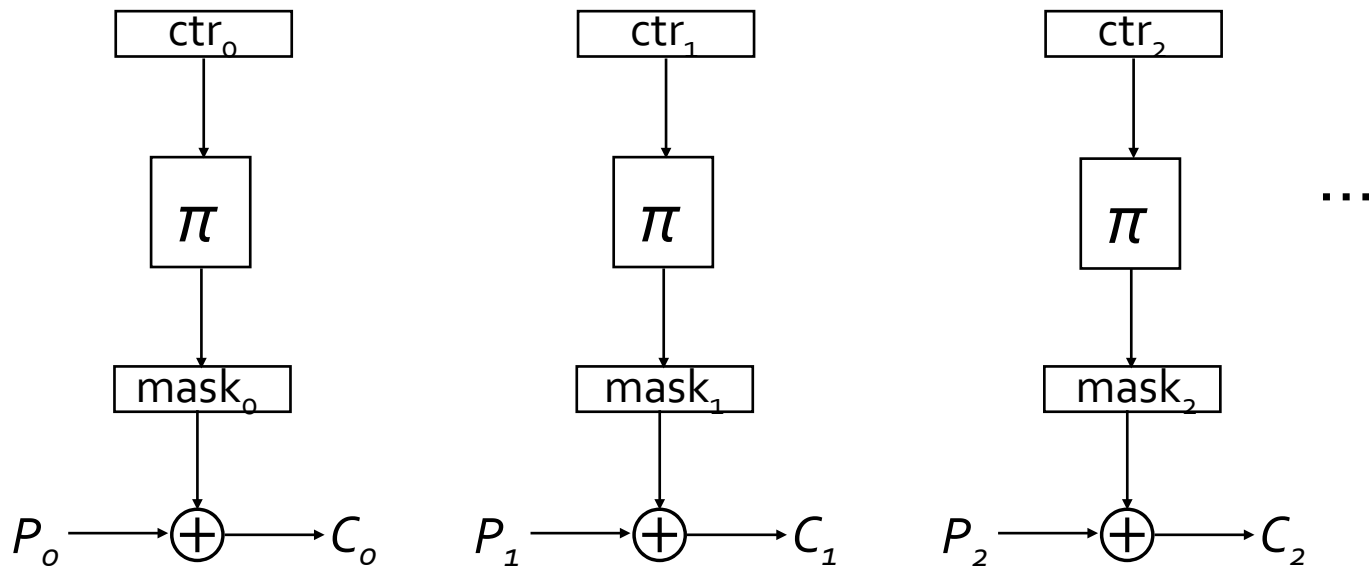 ctr₀ ctr₁ ctr₂
π π π ...
mask₀ mask₁ mask₂
P₀ C₀ P₁ C₁ P₂ C₂